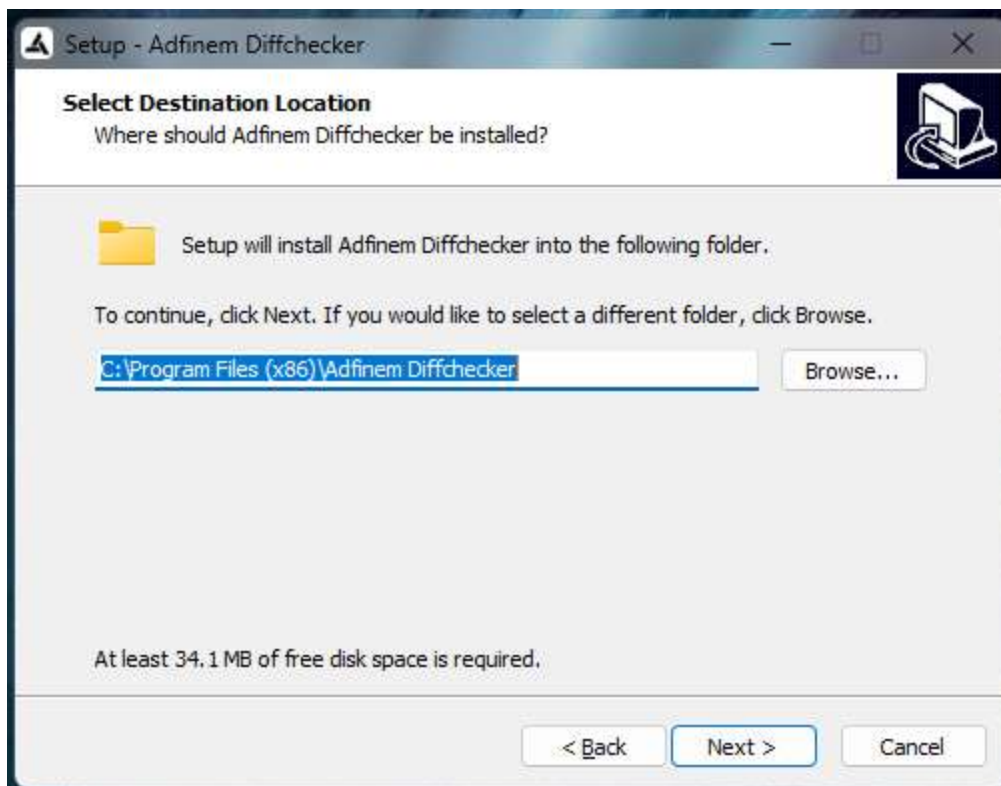 Setup - Adfinem Diffchecker
Select Destination Location
Where should Adfinem Diffchecker be installed?
Setup will install Adfinem Diffchecker into the following folder.
To continue, click Next. If you would like to select a different folder, click Browse.
C:\Program Files (x86)\Adfinem Diffchecker
Browse...
At least 34.1 MB of free disk space is required.
< Back
Next >
Cancel